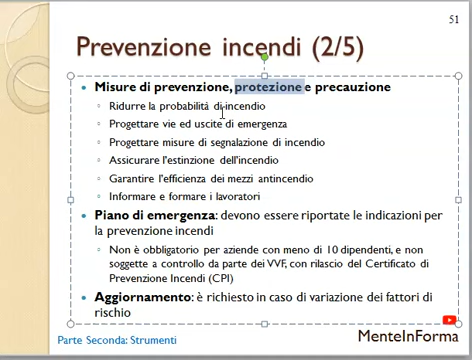 51
Prevenzione incendi (2/5)
Misure di prevenzione, protezione e precauzione
Ridurre la probabilità di incendio
Progettare vie ed uscite di emergenza
Progettare misure di segnalazione di incendio
Assicurare l'estinzione dell'incendio
Garantire l'efficienza dei mezzi antincendio
Informare e formare i lavoratori
Piano di emergenza: devono essere riportate le indicazioni per
la prevenzione incendi
Non è obbligatorio per aziende con meno di 10 dipendenti, e non
soggette a controllo da parte dei VVF, con rilascio del Certificato di
Prevenzione Incendi (CPI)
Aggiornamento: è richiesto in caso di variazione dei fattori di
rischio
Parte Seconda: Strumenti
MenteInForma